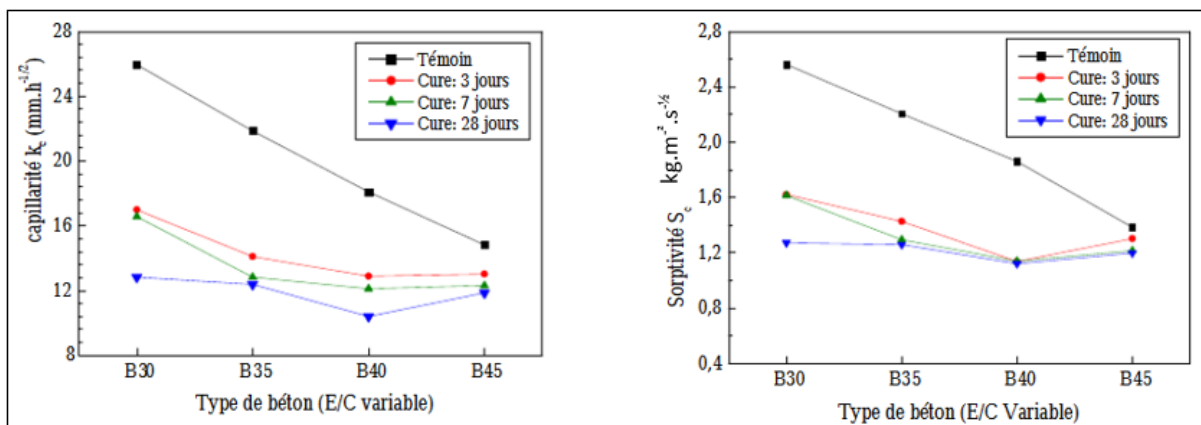 28
24
20
16
12
8
capillarité k_c (mm.h^-1/2)
Témoin
Cure: 3 jours
Cure: 7 jours
Cure: 28 jours
B30 B35 B40 B45
Type de béton (E/C variable)
2,8
2,4
2,0
1,6
1,2
0,8
0,4
Sorptivité S_c kg.m^-2.s^-½
Témoin
Cure: 3 jours
Cure: 7 jours
Cure: 28 jours
B30 B35 B40 B45
Type de béton (E/C Variable)